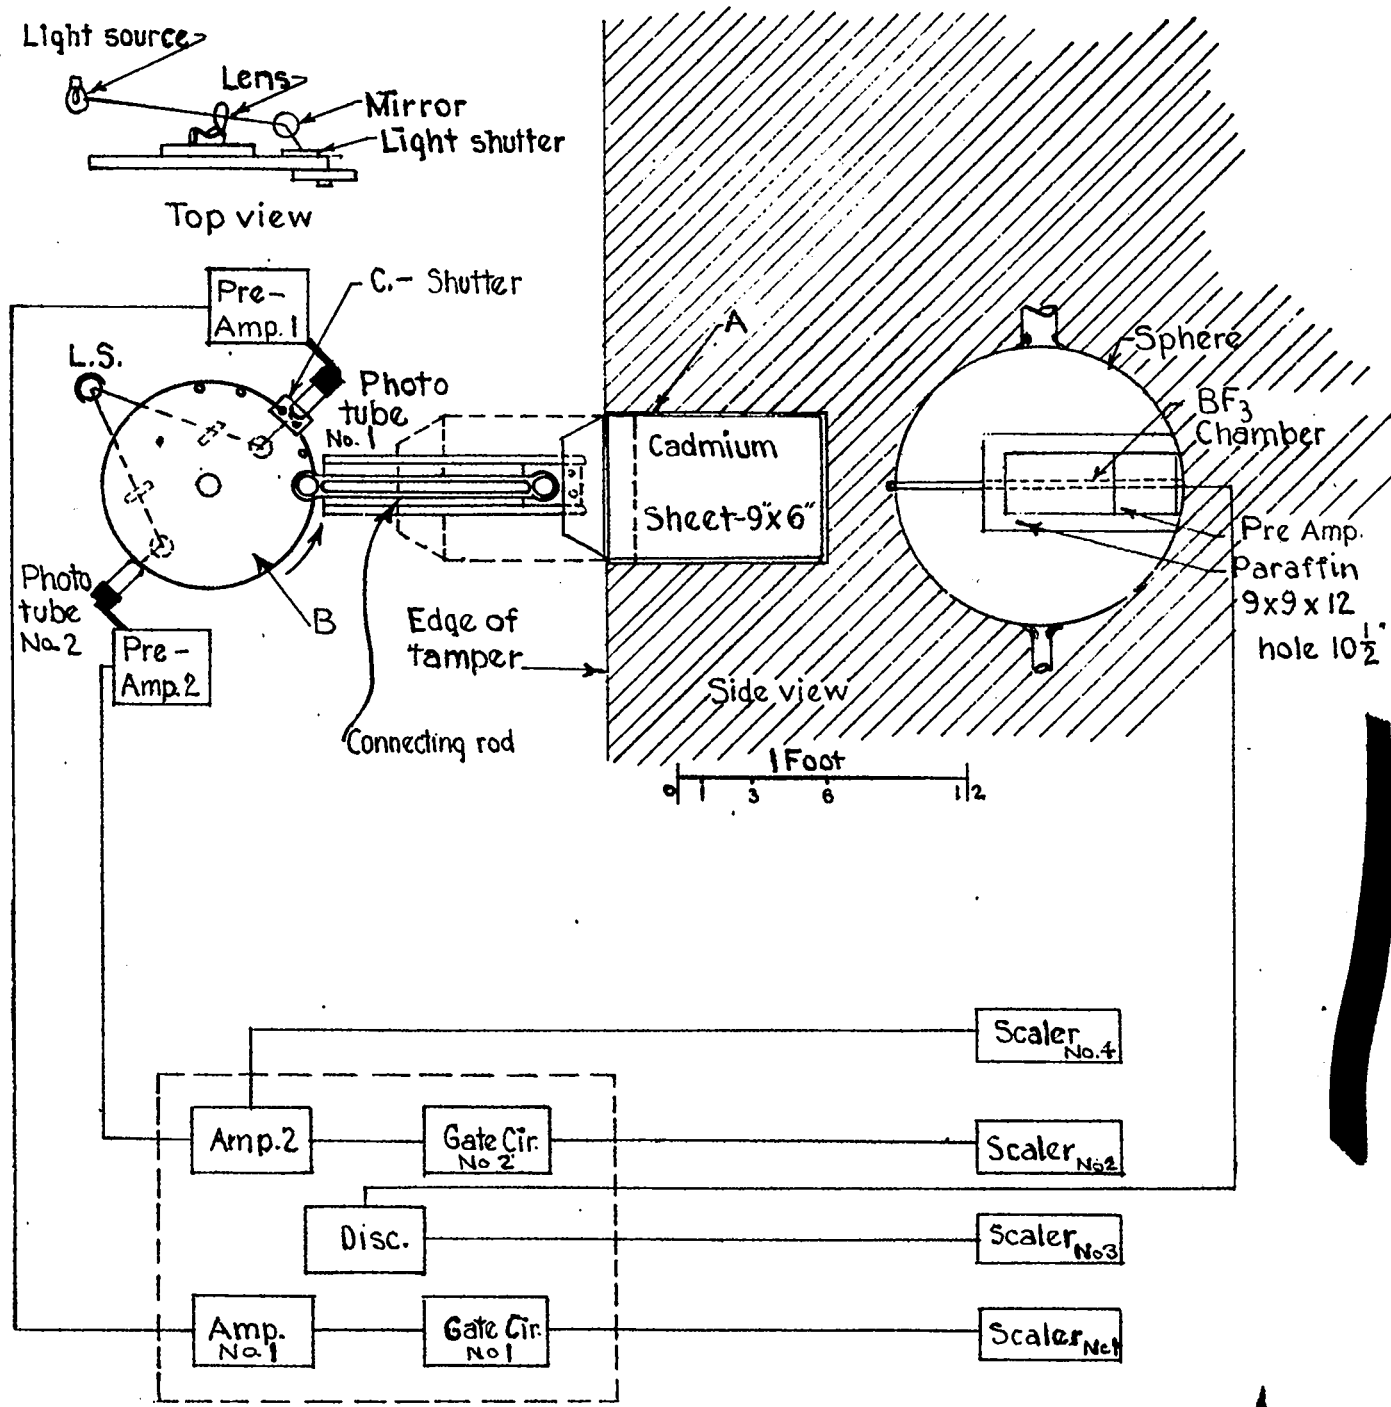 Light source
Lens
Mirror
Light shutter
Top view
Pre-
Amp. 1
C.- Shutter
L.S.
Photo
tube
No. 1
A
Cadmium
Sheet-9"x6"
Sphere
BF3
Chamber
Pre Amp.
Paraffin
9x9x12
hole 10 1/2"
Photo
tube
No. 2
B
Pre-
Amp. 2
Edge of
tamper
Side view
Connecting rod
1 Foot
0 1 3 6 12
Scaler No. 4
Amp. 2
Gate Cir.
No 2
Scaler No 2
Disc.
Scaler No 3
Amp.
No. 1
Gate Cir.
No 1
Scaler